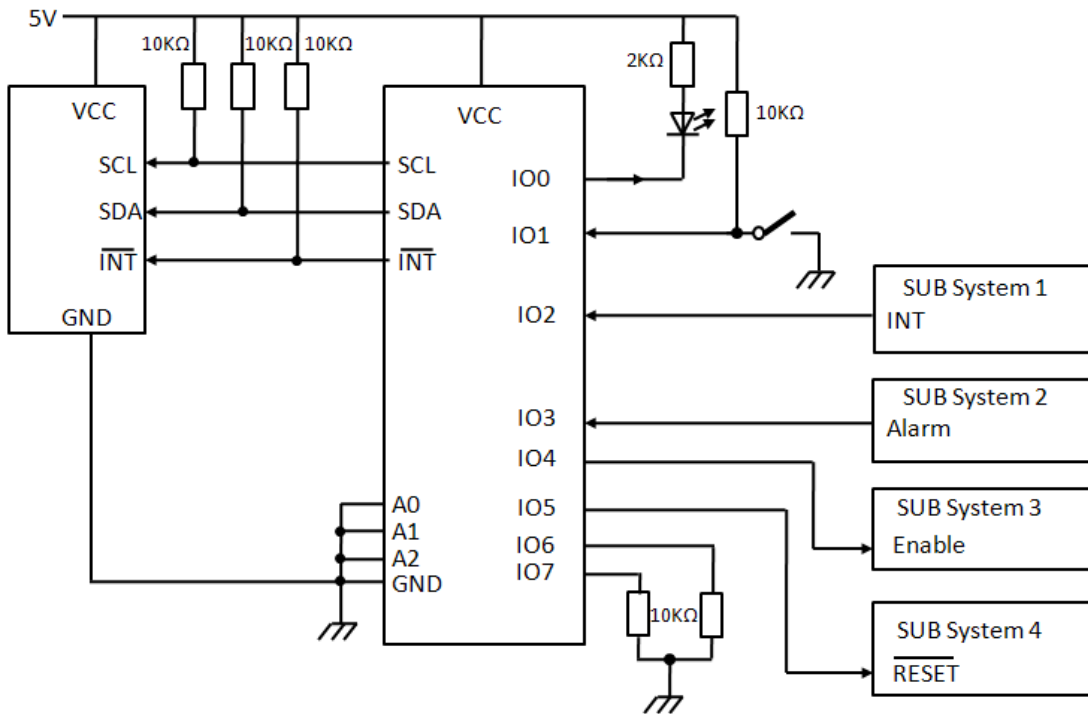 5V
10KΩ
10KΩ
10KΩ
2KΩ
10KΩ
VCC
SCL
SDA
INT
GND
VCC
SCL
SDA
INT
A0
A1
A2
GND
IO0
IO1
IO2
IO3
IO4
IO5
IO6
IO7
10KΩ
SUB System 1
INT
SUB System 2
Alarm
SUB System 3
Enable
SUB System 4
RESET